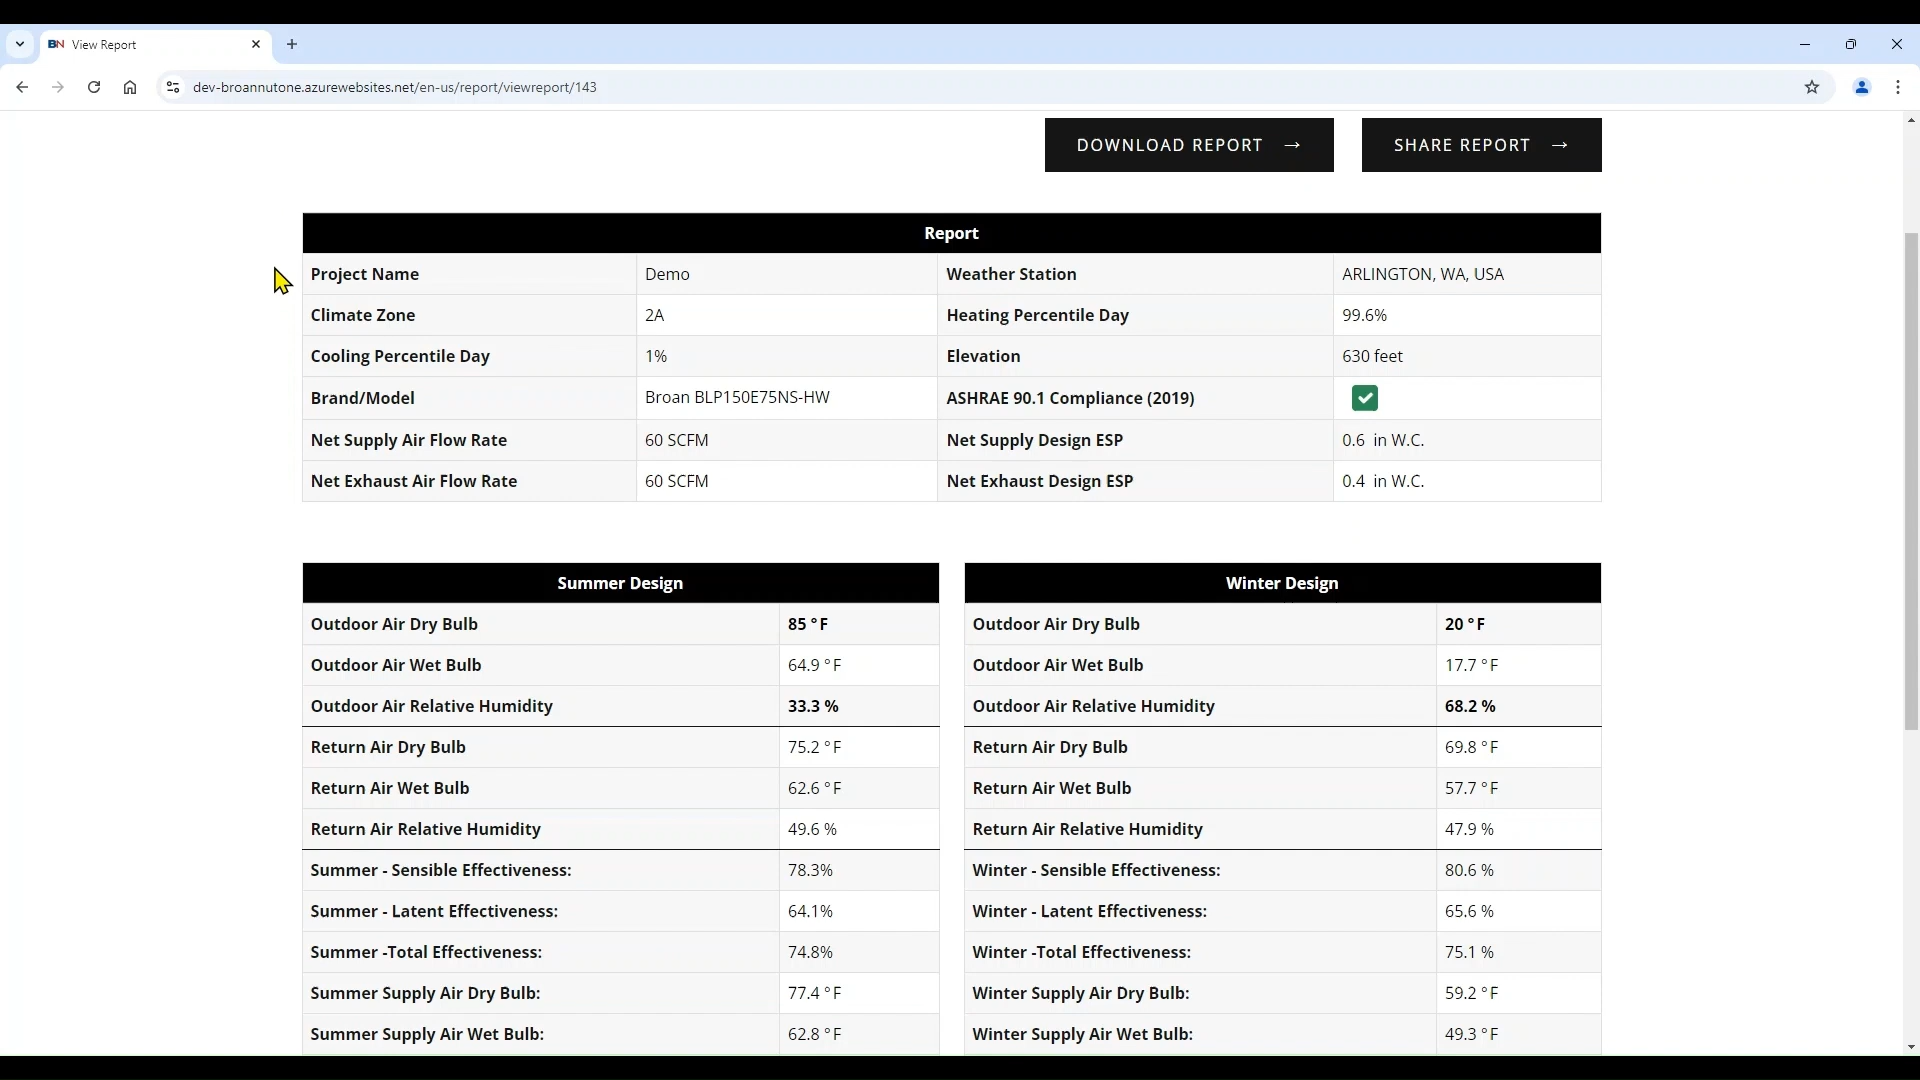 BN View Report
dev-broannutone.azurewebsites.net/en-us/report/viewreport/143
DOWNLOAD REPORT → SHARE REPORT →
Report
Project Name Demo Weather Station ARLINGTON, WA, USA
Climate Zone 2A Heating Percentile Day 99.6%
Cooling Percentile Day 1% Elevation 630 feet
Brand/Model Broan BLP150E75NS-HW ASHRAE 90.1 Compliance (2019)
Net Supply Air Flow Rate 60 SCFM Net Supply Design ESP 0.6 in W.C.
Net Exhaust Air Flow Rate 60 SCFM Net Exhaust Design ESP 0.4 in W.C.
Summer Design
Outdoor Air Dry Bulb 85 °F
Outdoor Air Wet Bulb 64.9 °F
Outdoor Air Relative Humidity 33.3 %
Return Air Dry Bulb 75.2 °F
Return Air Wet Bulb 62.6 °F
Return Air Relative Humidity 49.6 %
Summer - Sensible Effectiveness: 78.3%
Summer - Latent Effectiveness: 64.1%
Summer -Total Effectiveness: 74.8%
Summer Supply Air Dry Bulb: 77.4 °F
Summer Supply Air Wet Bulb: 62.8 °F
Winter Design
Outdoor Air Dry Bulb 20 °F
Outdoor Air Wet Bulb 17.7 °F
Outdoor Air Relative Humidity 68.2 %
Return Air Dry Bulb 69.8 °F
Return Air Wet Bulb 57.7 °F
Return Air Relative Humidity 47.9 %
Winter - Sensible Effectiveness: 80.6 %
Winter - Latent Effectiveness: 65.6 %
Winter -Total Effectiveness: 75.1 %
Winter Supply Air Dry Bulb: 59.2 °F
Winter Supply Air Wet Bulb: 49.3 °F